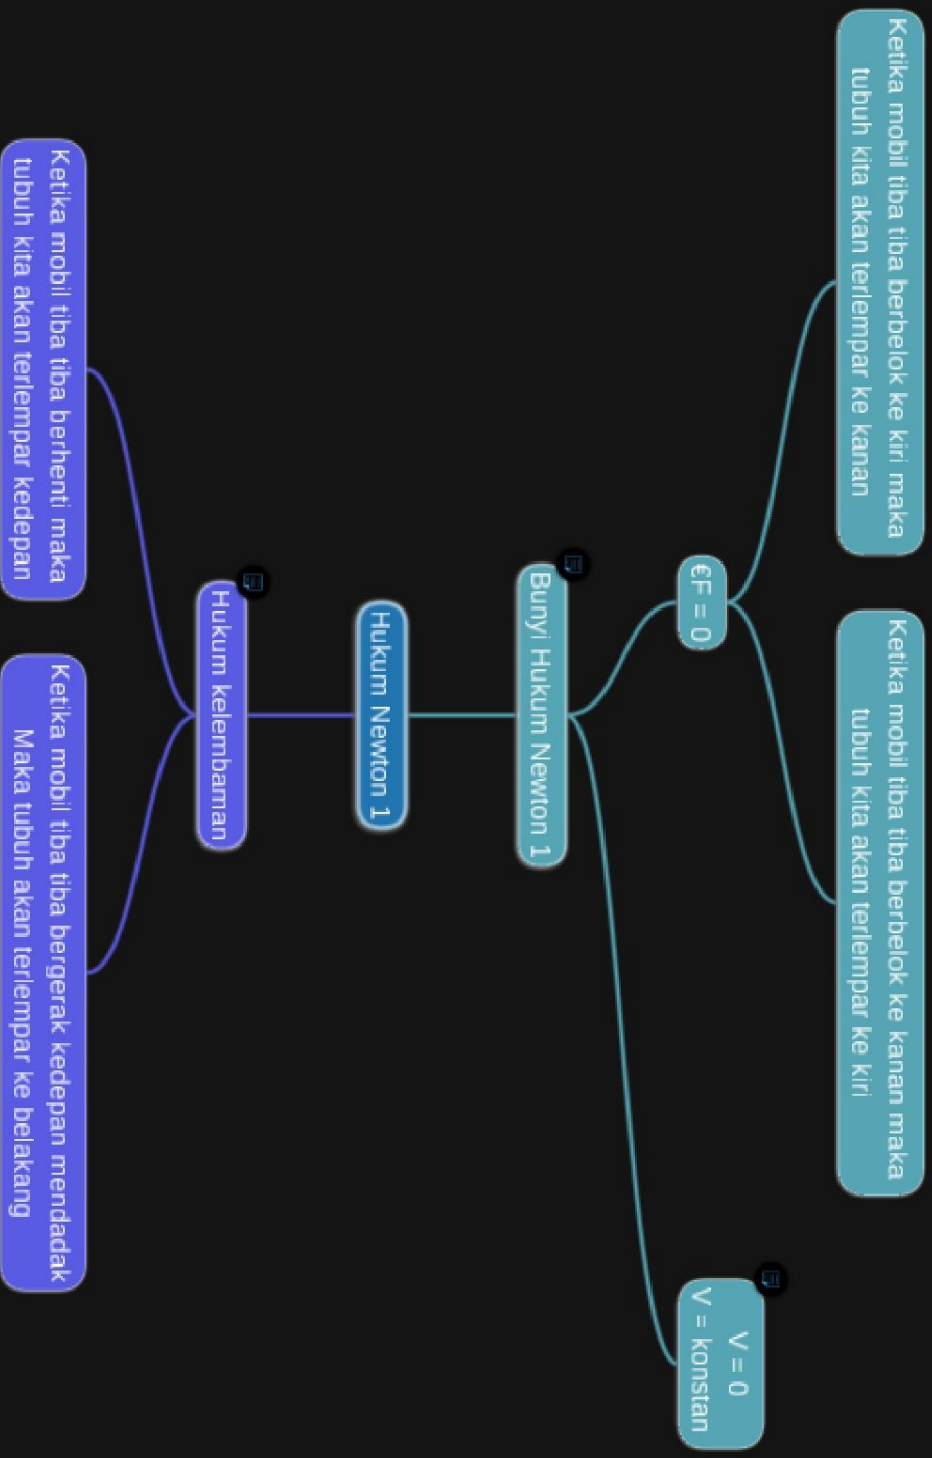 Ketika mobil tiba tiba berbelok ke kiri maka
tubuh kita akan terlempar ke kanan
Ketika mobil tiba tiba berbelok ke kanan maka
tubuh kita akan terlempar ke kiri
€F = 0
V = 0
V = konstan
Bunyi Hukum Newton 1
Hukum Newton 1
Hukum kelembaman
Ketika mobil tiba tiba berhenti maka
tubuh kita akan terlempar kedepan
Ketika mobil tiba tiba bergerak kedepan mendadak
Maka tubuh akan terlempar ke belakang